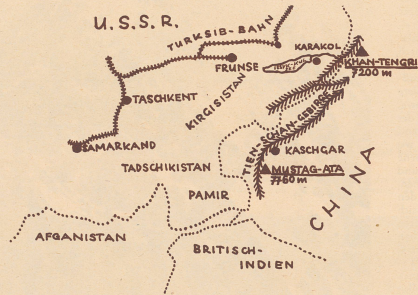 U.S.S.R.
TURKSIB-BAHN
KARAKOL
KHAN-TENGRI
7200 m
FRUNSE
KIRGISISTAN
TASCHKENT
TIEN-SCHAN-GEBIRGE
SAMARKAND
KASCHGAR
TADSCHIKISTAN
MUSTAG-ATA
7760 m
PAMIR
CHINA
AFGANISTAN
BRITISCH-
INDIEN